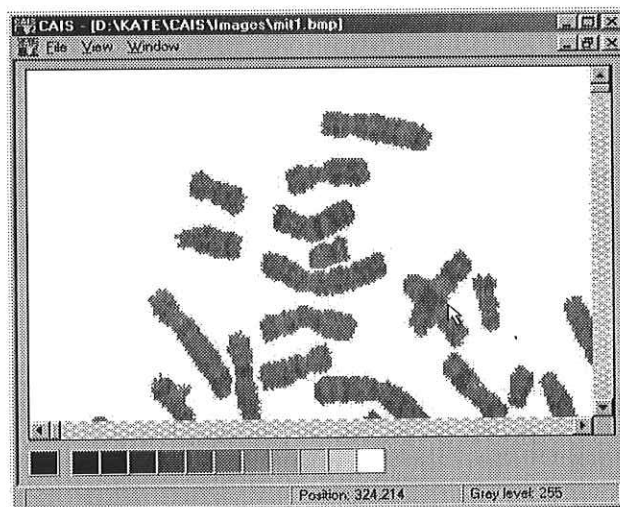 CAIS - [D:\KATE\CAIS\Images\mit1.bmp]
File View Window
Position: 324,214 Gray level: 255